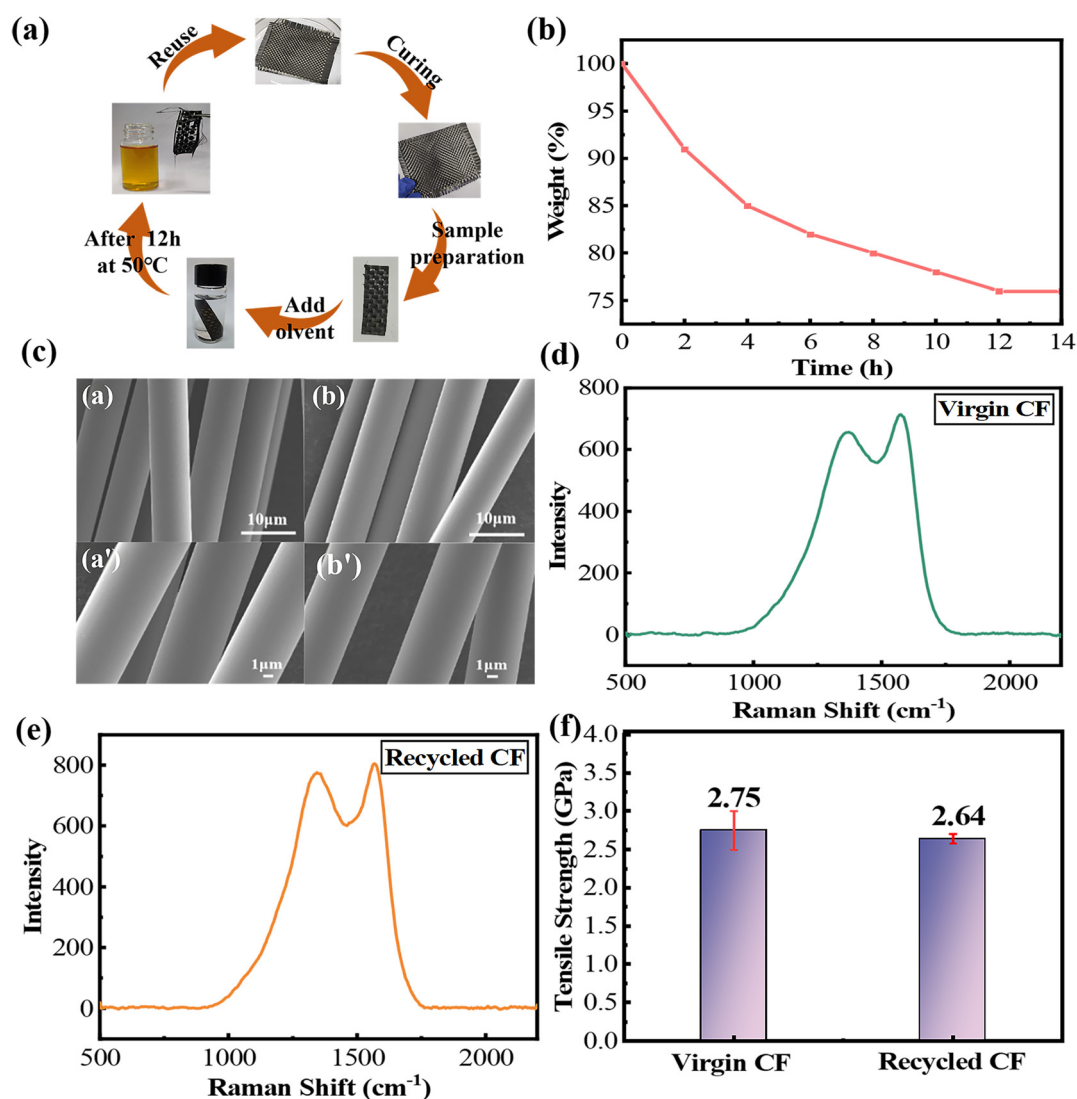 (a)
Reuse
Curing
Sample
preparation
Add
olvent
After 12h
at 50℃
(b)
100
95
90
85
80
75
0 2 4 6 8 10 12 14
Weight (%)
Time (h)
(c)
(a)
10μm
(b)
10μm
(a')
1μm
(b')
1μm
(d)
Virgin CF
800
600
400
200
0
500 1000 1500 2000
Intensity
Raman Shift (cm⁻¹)
(e)
Recycled CF
800
600
400
200
0
500 1000 1500 2000
Intensity
Raman Shift (cm⁻¹)
(f)
4.0
3.5
3.0
2.5
2.0
1.5
1.0
0.5
0.0
Tensile Strength (GPa)
2.75
2.64
Virgin CF Recycled CF